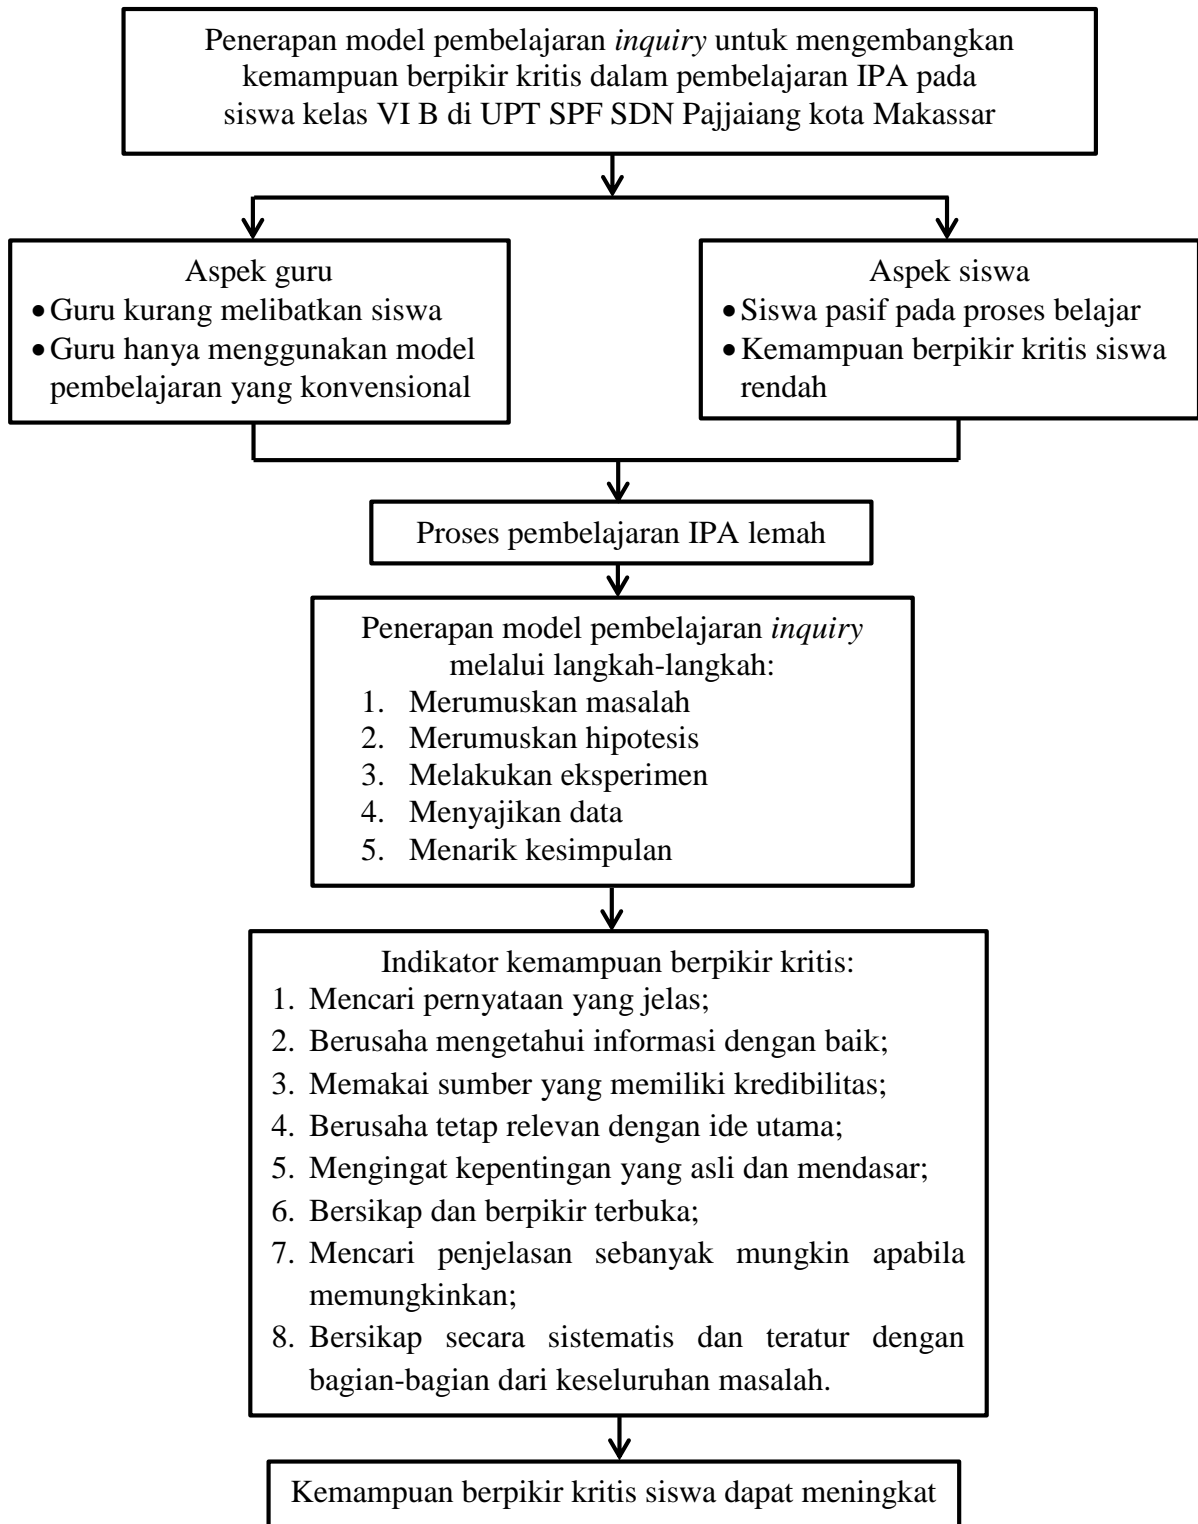 Penerapan model pembelajaran inquiry untuk mengembangkan
kemampuan berpikir kritis dalam pembelajaran IPA pada
siswa kelas VI B di UPT SPF SDN Pajjaiang kota Makassar
Aspek guru
• Guru kurang melibatkan siswa
• Guru hanya menggunakan model
pembelajaran yang konvensional
Aspek siswa
• Siswa pasif pada proses belajar
• Kemampuan berpikir kritis siswa
rendah
Proses pembelajaran IPA lemah
Penerapan model pembelajaran inquiry
melalui langkah-langkah:
1. Merumuskan masalah
2. Merumuskan hipotesis
3. Melakukan eksperimen
4. Menyajikan data
5. Menarik kesimpulan
Indikator kemampuan berpikir kritis:
1. Mencari pernyataan yang jelas;
2. Berusaha mengetahui informasi dengan baik;
3. Memakai sumber yang memiliki kredibilitas;
4. Berusaha tetap relevan dengan ide utama;
5. Mengingat kepentingan yang asli dan mendasar;
6. Bersikap dan berpikir terbuka;
7. Mencari penjelasan sebanyak mungkin apabila
memungkinkan;
8. Bersikap secara sistematis dan teratur dengan
bagian-bagian dari keseluruhan masalah.
Kemampuan berpikir kritis siswa dapat meningkat